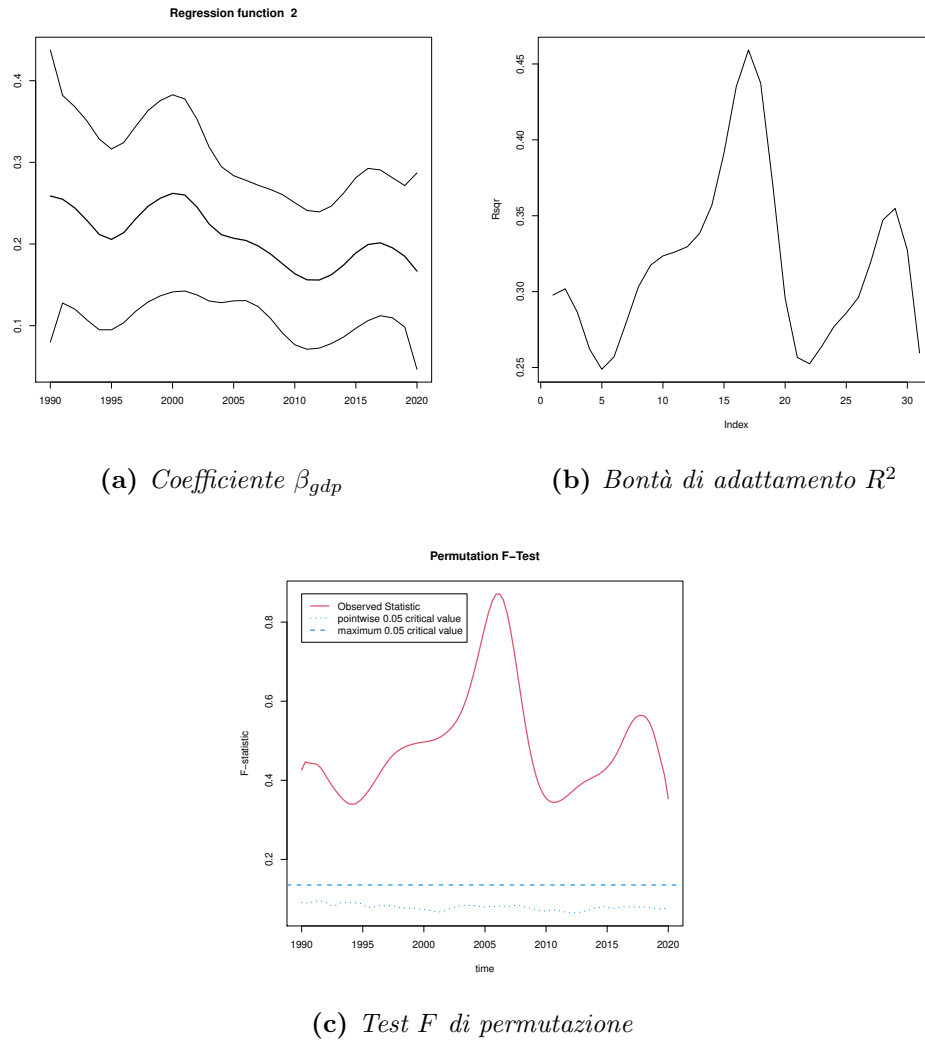 Regression function 2
0.1
0.2
0.3
0.4
1990
1995
2000
2005
2010
2015
2020
(a) Coefficiente β_gdp
Rsqr
0.25
0.30
0.35
0.40
0.45
0
5
10
15
20
25
30
Index
(b) Bontà di adattamento R²
Permutation F−Test
Observed Statistic
pointwise 0.05 critical value
maximum 0.05 critical value
F−statistic
0.2
0.4
0.6
0.8
1990
1995
2000
2005
2010
2015
2020
time
(c) Test F di permutazione